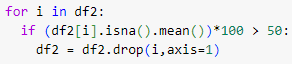 for i in df2:
  if (df2[i].isna().mean())*100 > 50:
    df2 = df2.drop(i,axis=1)